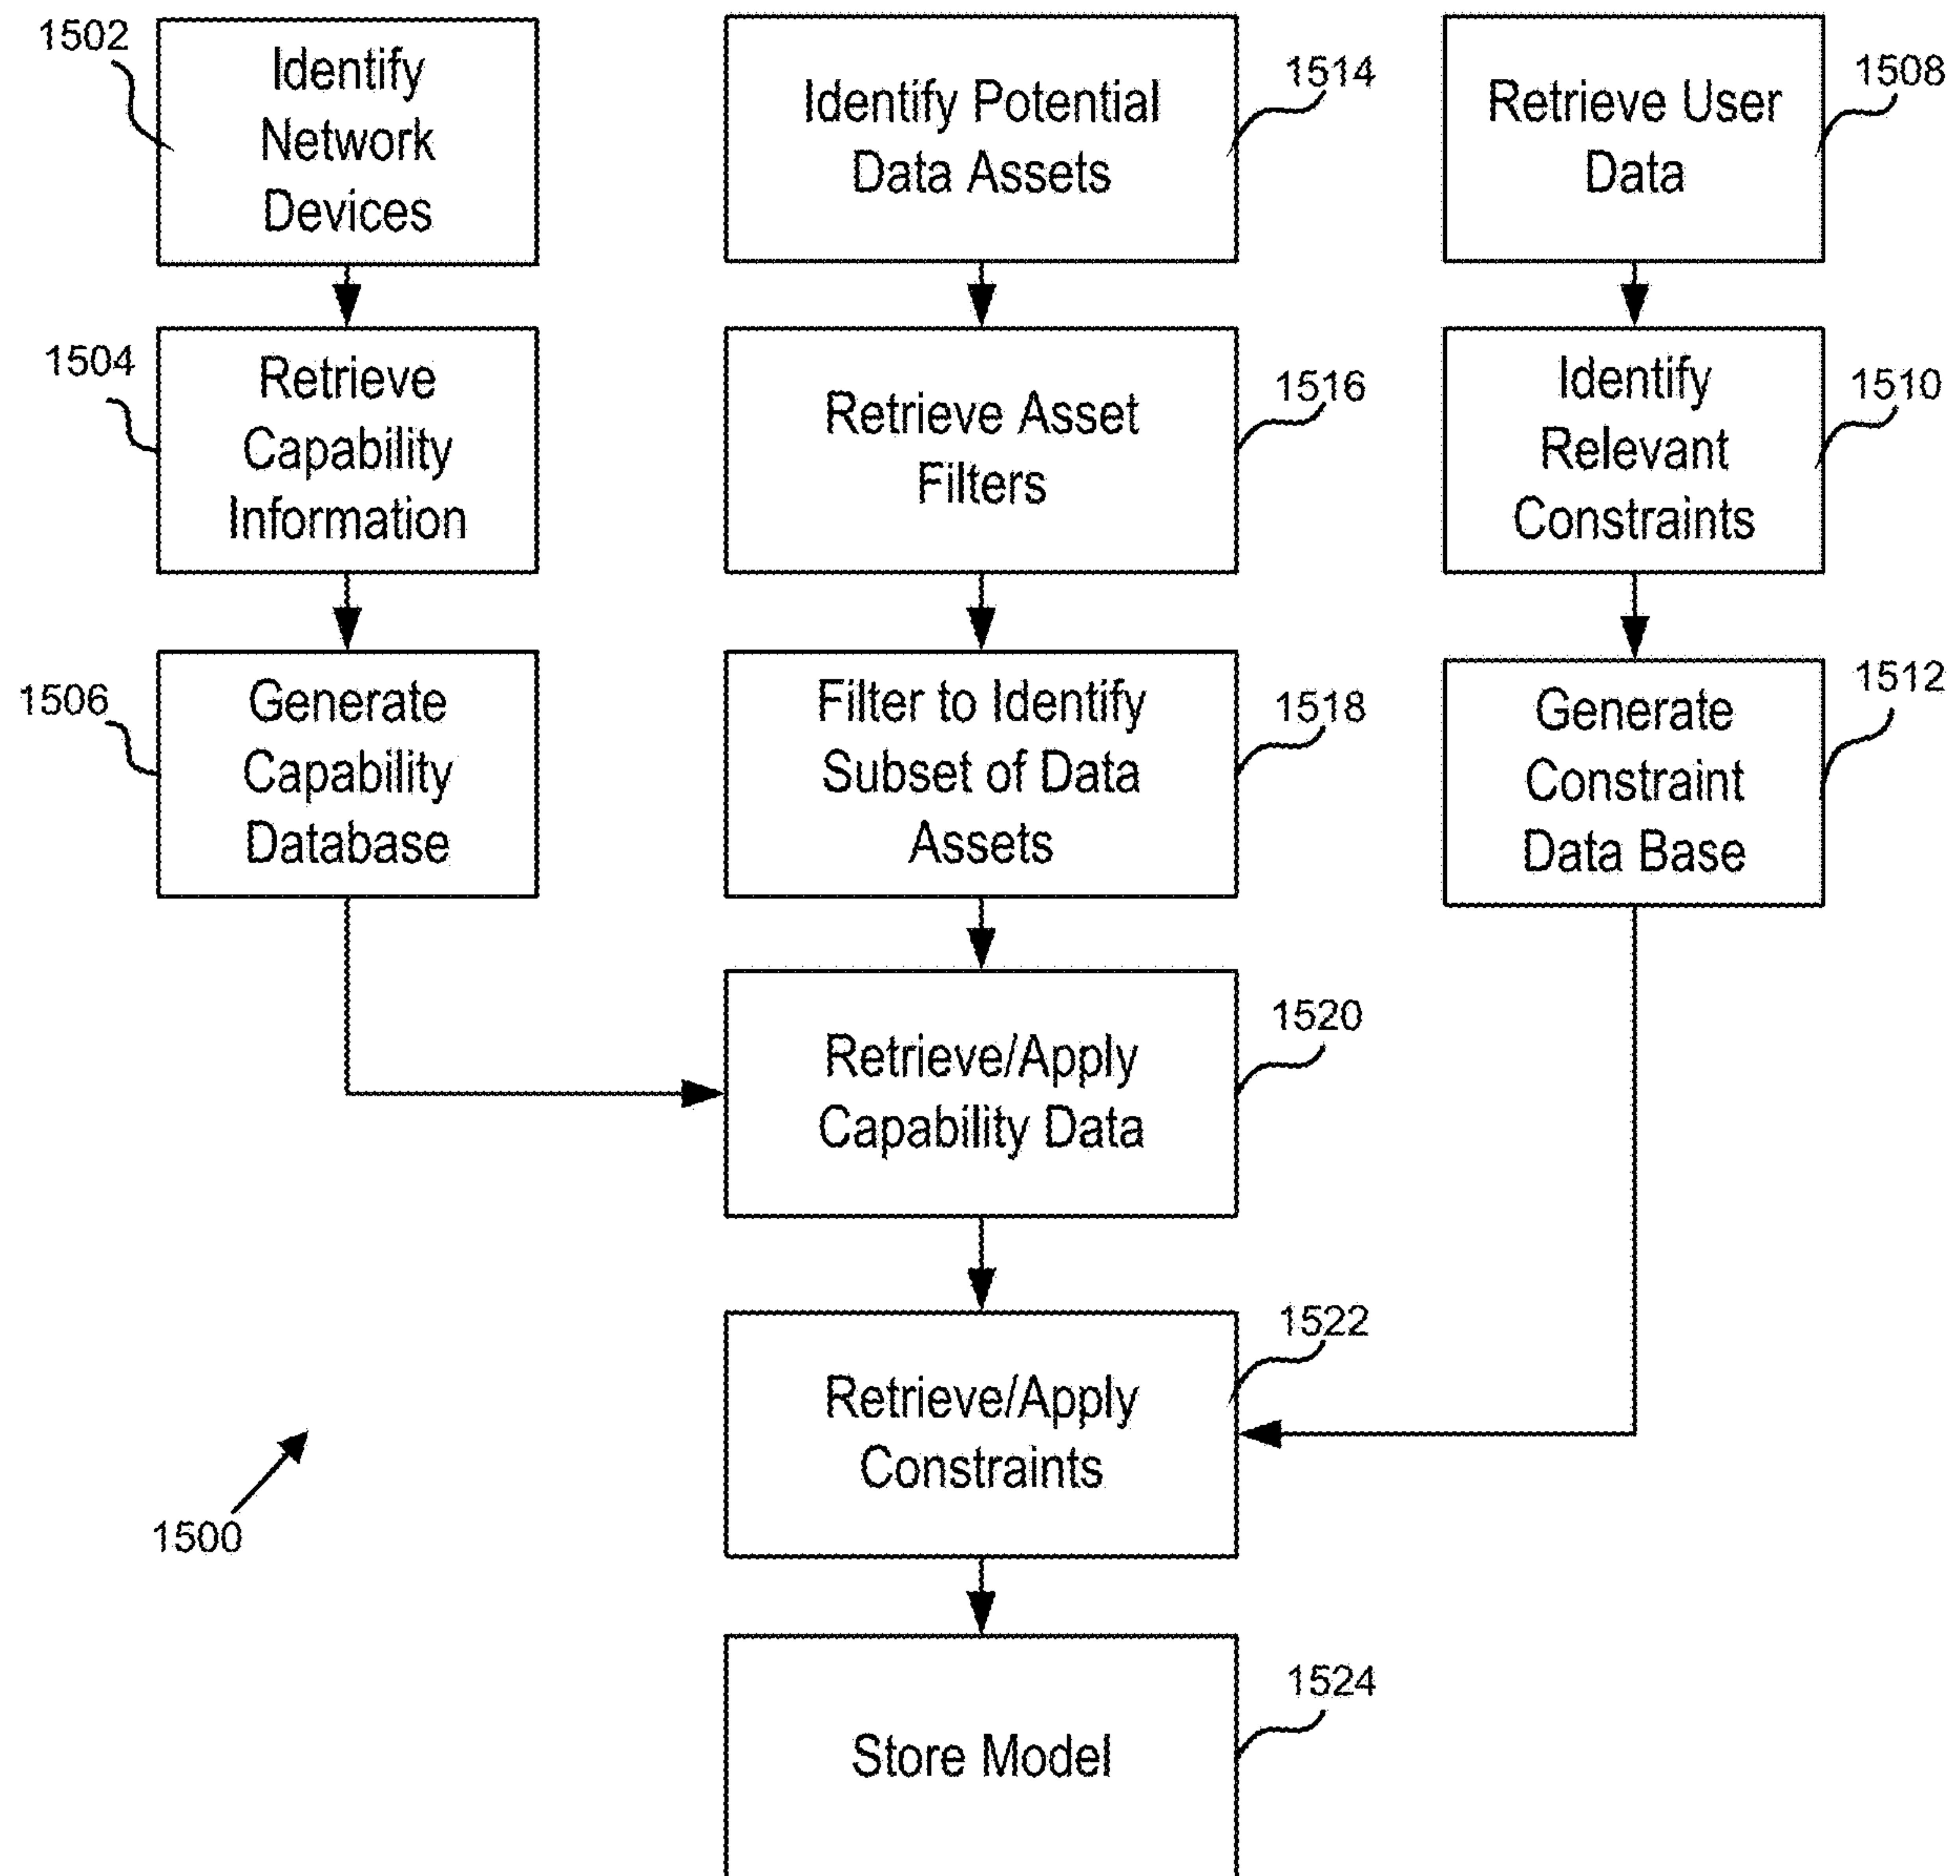 1502
Identify
Network
Devices
1504
Retrieve
Capability
Information
1506
Generate
Capability
Database
1514
Identify Potential
Data Assets
1516
Retrieve Asset
Filters
1518
Filter to Identify
Subset of Data
Assets
1508
Retrieve User
Data
1510
Identify
Relevant
Constraints
1512
Generate
Constraint
Data Base
1520
Retrieve/Apply
Capability Data
1522
Retrieve/Apply
Constraints
1524
Store Model
1500